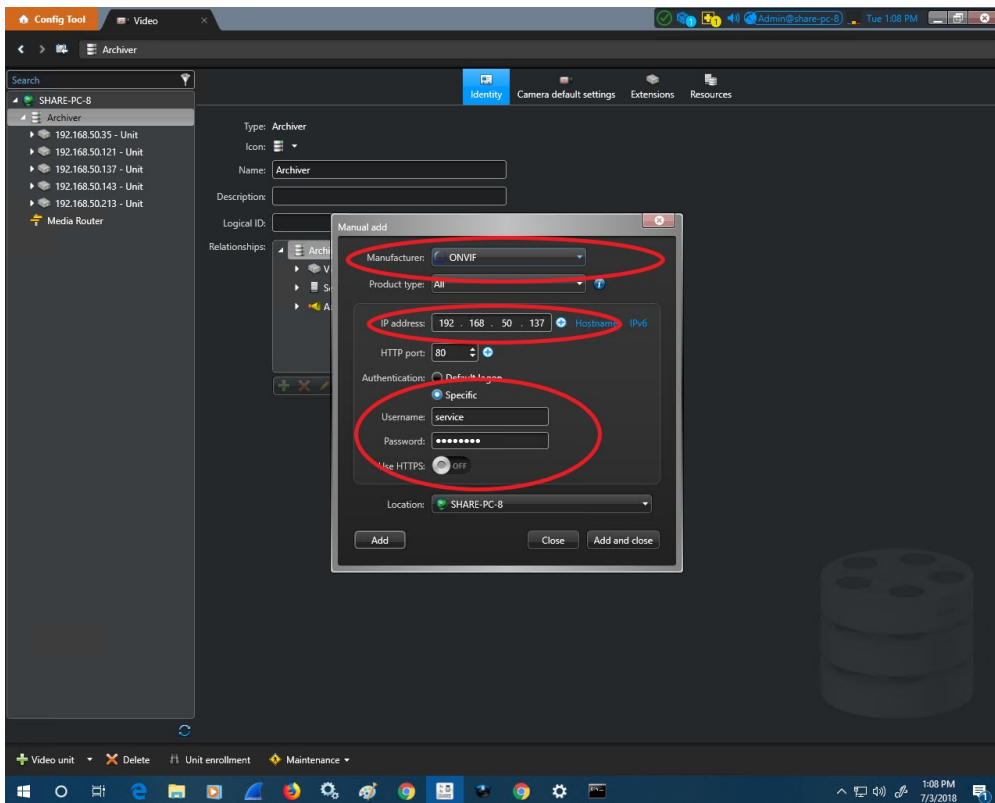 Config Tool
Video
Admin@share-pc-8
Tue 1:08 PM
Archiver
Search
SHARE-PC-8
Archiver
192.168.50.35 - Unit
192.168.50.121 - Unit
192.168.50.137 - Unit
192.168.50.143 - Unit
192.168.50.213 - Unit
Media Router
Identity
Camera default settings
Extensions
Resources
Type: Archiver
Icon:
Name: Archiver
Description:
Logical ID:
Relationships:
Manual add
Manufacturer: ONVIF
Product type: All
IP address: 192 . 168 . 50 . 137 Hostname IPv6
HTTP port: 80
Authentication: Default logon
Specific
Username: service
Password: ••••••••
Use HTTPS: OFF
Location: SHARE-PC-8
Add
Close
Add and close
Video unit
Delete
Unit enrollment
Maintenance
1:08 PM
7/3/2018